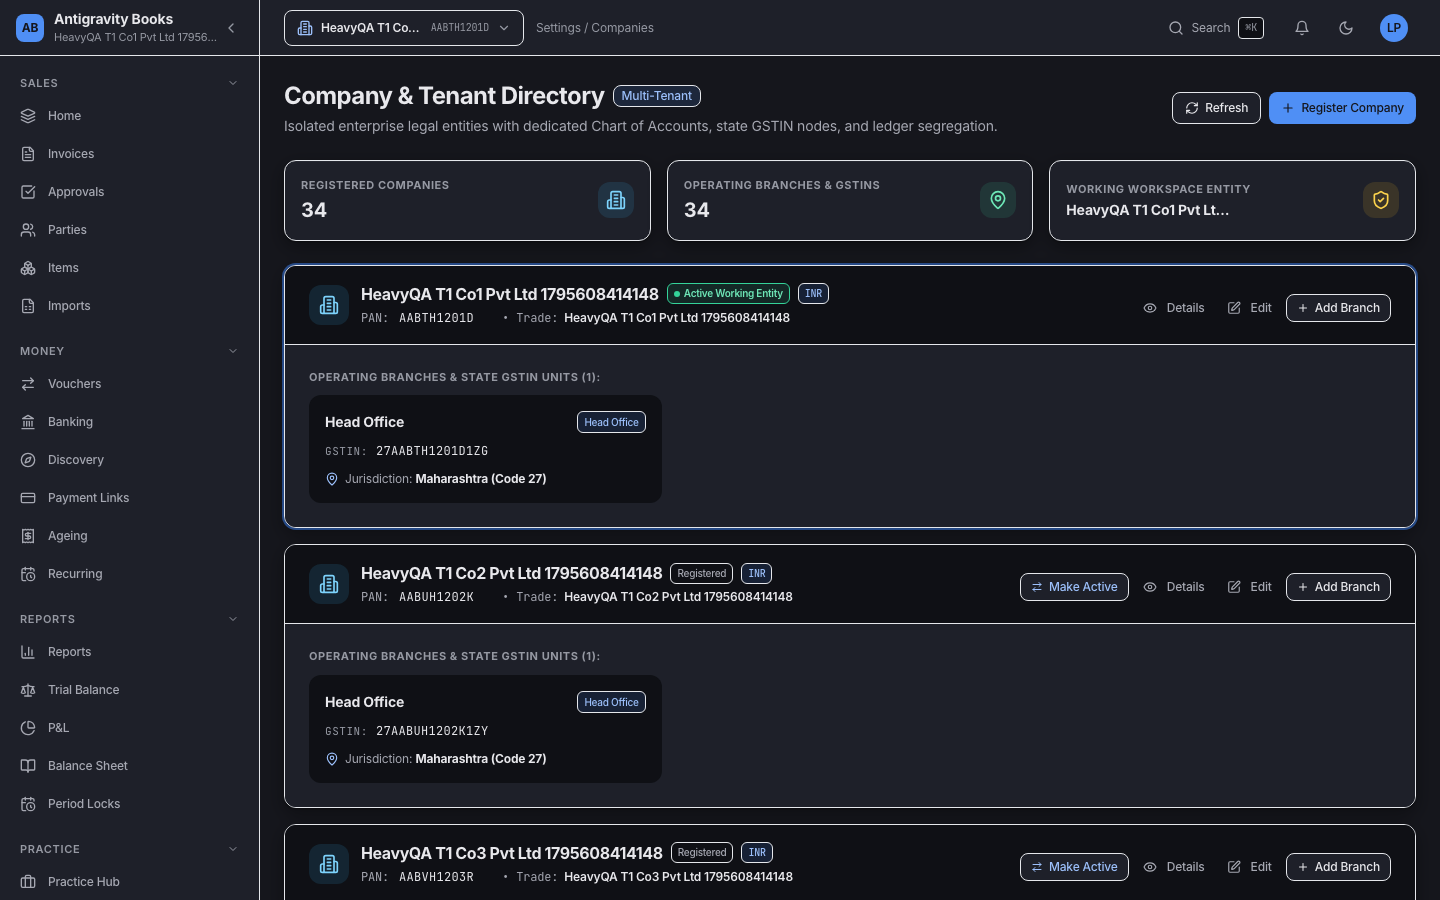 AB
Antigravity Books
HeavyQA T1 Co1 Pvt Ltd 17956...
HeavyQA T1 Co...
AABTH1201D
Settings / Companies
Search
⌘K
LP
SALES
Home
Invoices
Approvals
Parties
Items
Imports
MONEY
Vouchers
Banking
Discovery
Payment Links
Ageing
Recurring
REPORTS
Reports
Trial Balance
P&L
Balance Sheet
Period Locks
PRACTICE
Practice Hub
Company & Tenant Directory
Multi-Tenant
Isolated enterprise legal entities with dedicated Chart of Accounts, state GSTIN nodes, and ledger segregation.
Refresh
+ Register Company
REGISTERED COMPANIES
34
OPERATING BRANCHES & GSTINS
34
WORKING WORKSPACE ENTITY
HeavyQA T1 Co1 Pvt Lt...
HeavyQA T1 Co1 Pvt Ltd 1795608414148
Active Working Entity
INR
PAN: AABTH1201D • Trade: HeavyQA T1 Co1 Pvt Ltd 1795608414148
Details
Edit
+ Add Branch
OPERATING BRANCHES & STATE GSTIN UNITS (1):
Head Office
Head Office
GSTIN: 27AABTH1201D1ZG
Jurisdiction: Maharashtra (Code 27)
HeavyQA T1 Co2 Pvt Ltd 1795608414148
Registered
INR
PAN: AABUH1202K • Trade: HeavyQA T1 Co2 Pvt Ltd 1795608414148
Make Active
Details
Edit
+ Add Branch
OPERATING BRANCHES & STATE GSTIN UNITS (1):
Head Office
Head Office
GSTIN: 27AABUH1202K1ZY
Jurisdiction: Maharashtra (Code 27)
HeavyQA T1 Co3 Pvt Ltd 1795608414148
Registered
INR
PAN: AABVH1203R • Trade: HeavyQA T1 Co3 Pvt Ltd 1795608414148
Make Active
Details
Edit
+ Add Branch